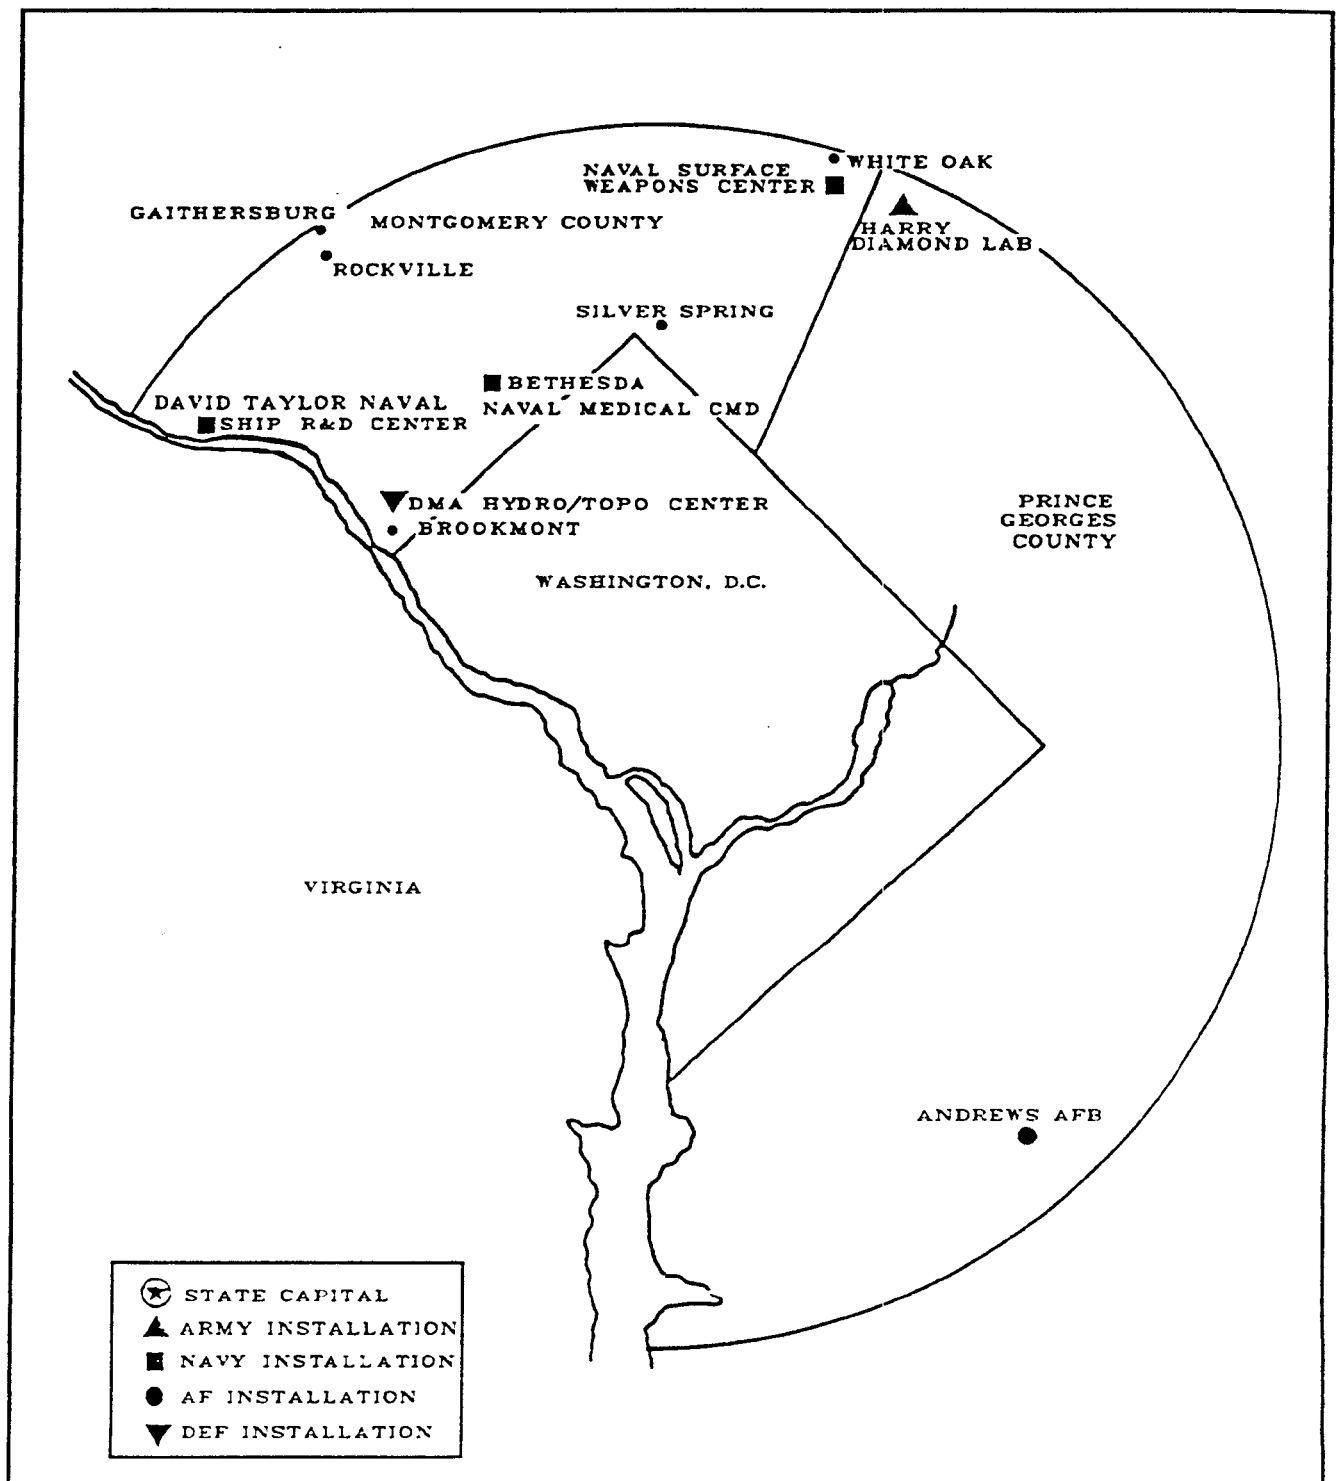 NAVAL SURFACE
WEAPONS CENTER
WHITE OAK
GAITHERSBURG
MONTGOMERY COUNTY
HARRY
DIAMOND LAB
ROCKVILLE
SILVER SPRING
BETHESDA
NAVAL MEDICAL CMD
DAVID TAYLOR NAVAL
SHIP R&D CENTER
DMA HYDRO/TOPO CENTER
BROOKMONT
PRINCE
GEORGES
COUNTY
WASHINGTON, D.C.
VIRGINIA
ANDREWS AFB
STATE CAPITAL
ARMY INSTALLATION
NAVY INSTALLATION
AF INSTALLATION
DEF INSTALLATION